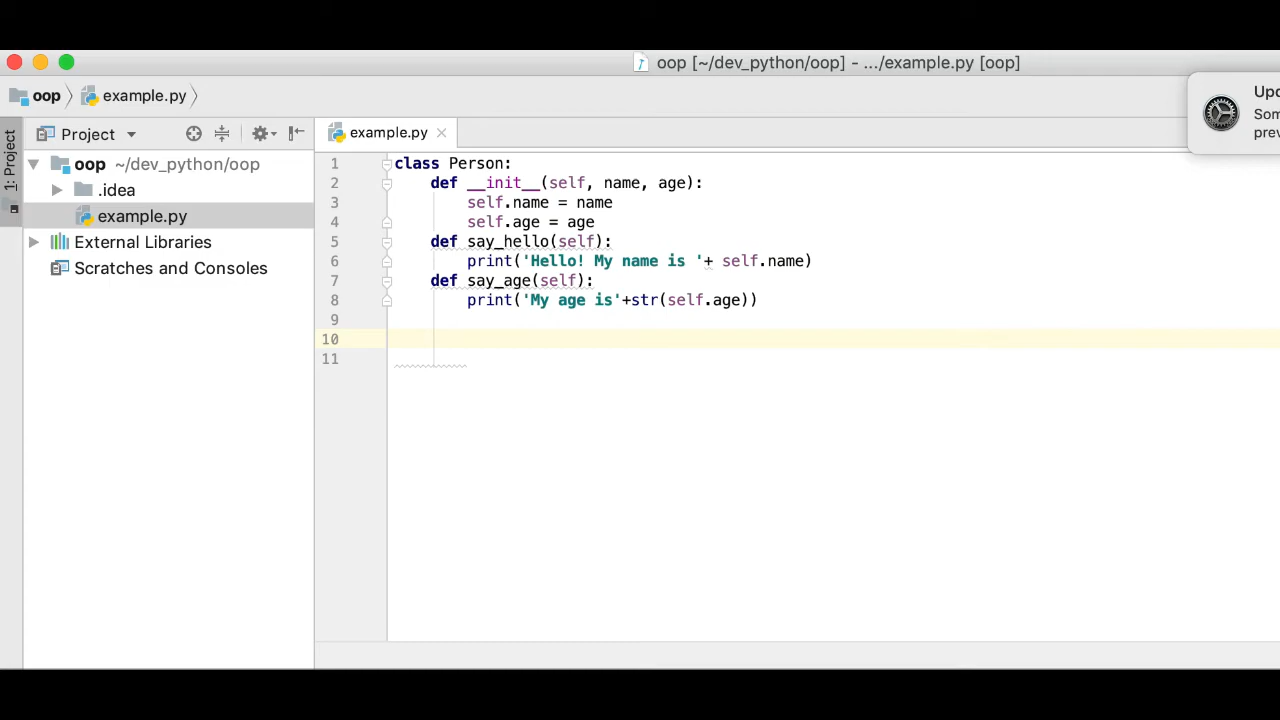 oop [~/dev_python/oop] - .../example.py [oop]
oop
example.py
Project
example.py
1: Project
oop ~/dev_python/oop
.idea
example.py
External Libraries
Scratches and Consoles
1 class Person:
2 def __init__(self, name, age):
3 self.name = name
4 self.age = age
5 def say_hello(self):
6 print('Hello! My name is '+ self.name)
7 def say_age(self):
8 print('My age is'+str(self.age))
9
10
11